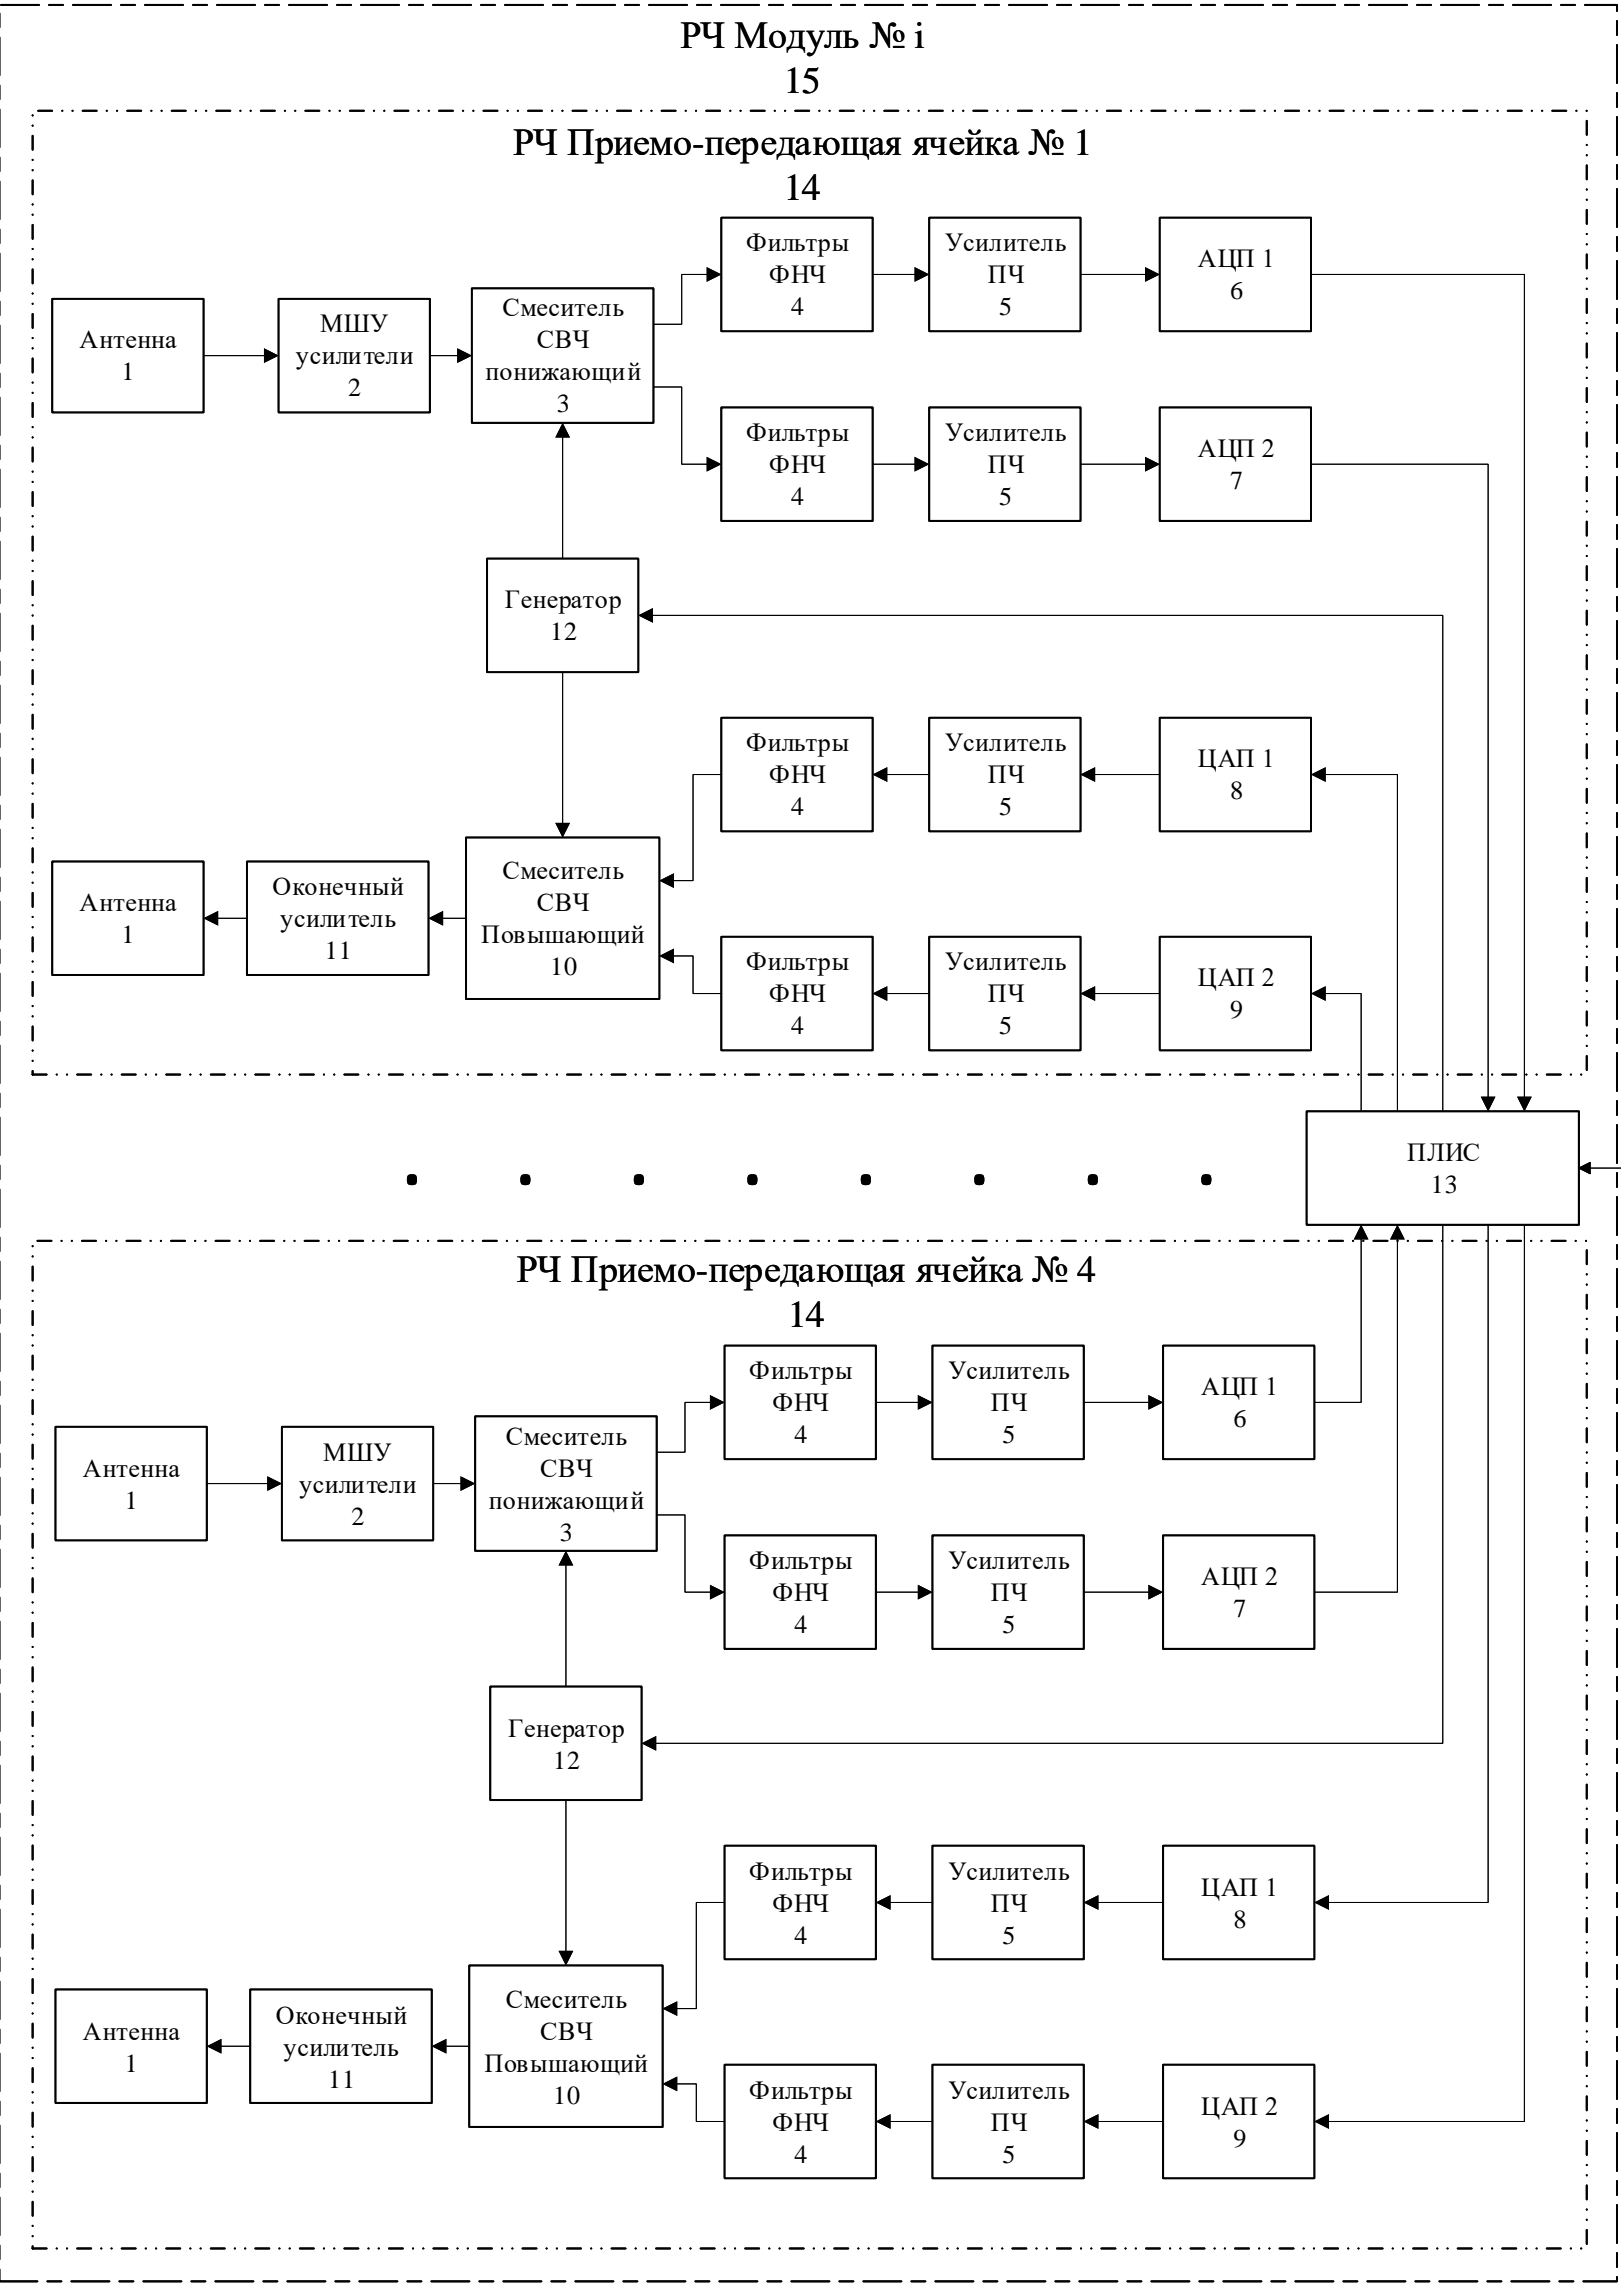 РЧ Модуль № i
15
РЧ Приемо-передающая ячейка № 1
14
Фильтры
ФНЧ
4
Усилитель
ПЧ
5
АЦП 1
6
Антенна
1
МШУ
усилители
2
Смеситель
СВЧ
понижающий
3
Фильтры
ФНЧ
4
Усилитель
ПЧ
5
АЦП 2
7
Генератор
12
Фильтры
ФНЧ
4
Усилитель
ПЧ
5
ЦАП 1
8
Антенна
1
Оконечный
усилитель
11
Смеситель
СВЧ
Повышающий
10
Фильтры
ФНЧ
4
Усилитель
ПЧ
5
ЦАП 2
9
ПЛИС
13
РЧ Приемо-передающая ячейка № 4
14
Фильтры
ФНЧ
4
Усилитель
ПЧ
5
АЦП 1
6
Антенна
1
МШУ
усилители
2
Смеситель
СВЧ
понижающий
3
Фильтры
ФНЧ
4
Усилитель
ПЧ
5
АЦП 2
7
Генератор
12
Фильтры
ФНЧ
4
Усилитель
ПЧ
5
ЦАП 1
8
Антенна
1
Оконечный
усилитель
11
Смеситель
СВЧ
Повышающий
10
Фильтры
ФНЧ
4
Усилитель
ПЧ
5
ЦАП 2
9